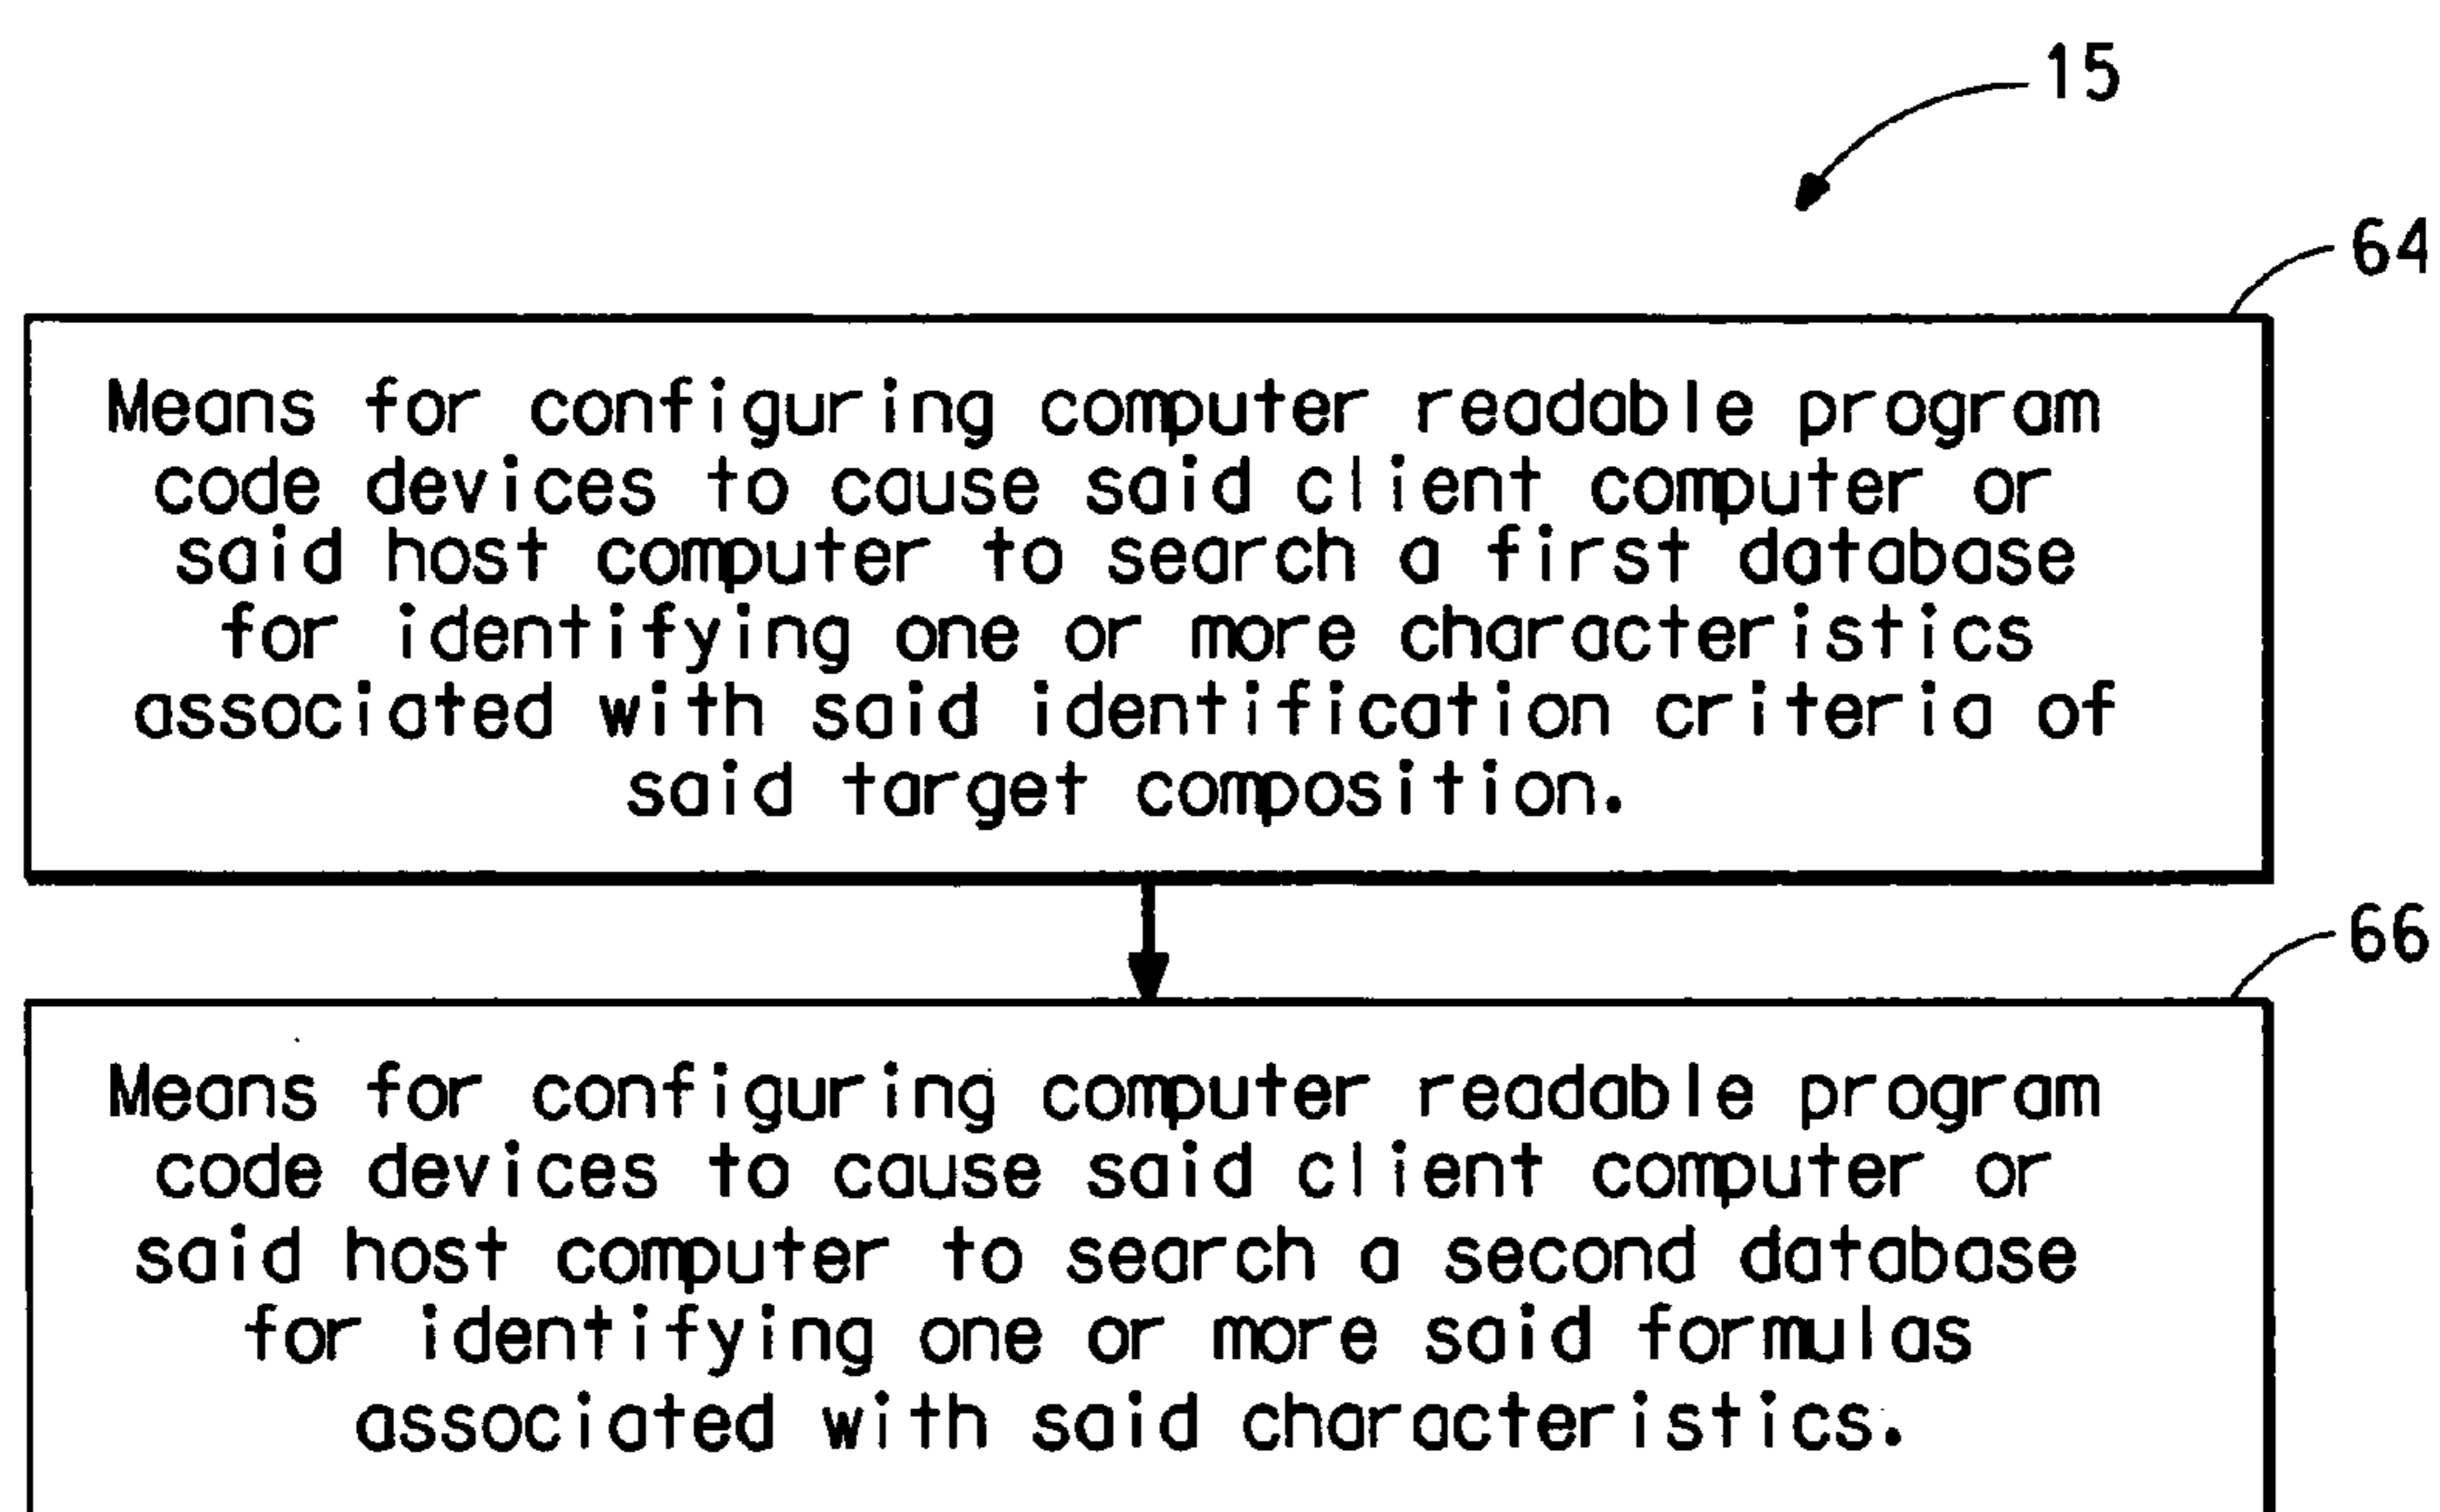 15
64
Means for configuring computer readable program
code devices to cause said client computer or
said host computer to search a first database
for identifying one or more characteristics
associated with said identification criteria of
said target composition.
66
Means for configuring computer readable program
code devices to cause said client computer or
said host computer to search a second database
for identifying one or more said formulas
associated with said characteristics.